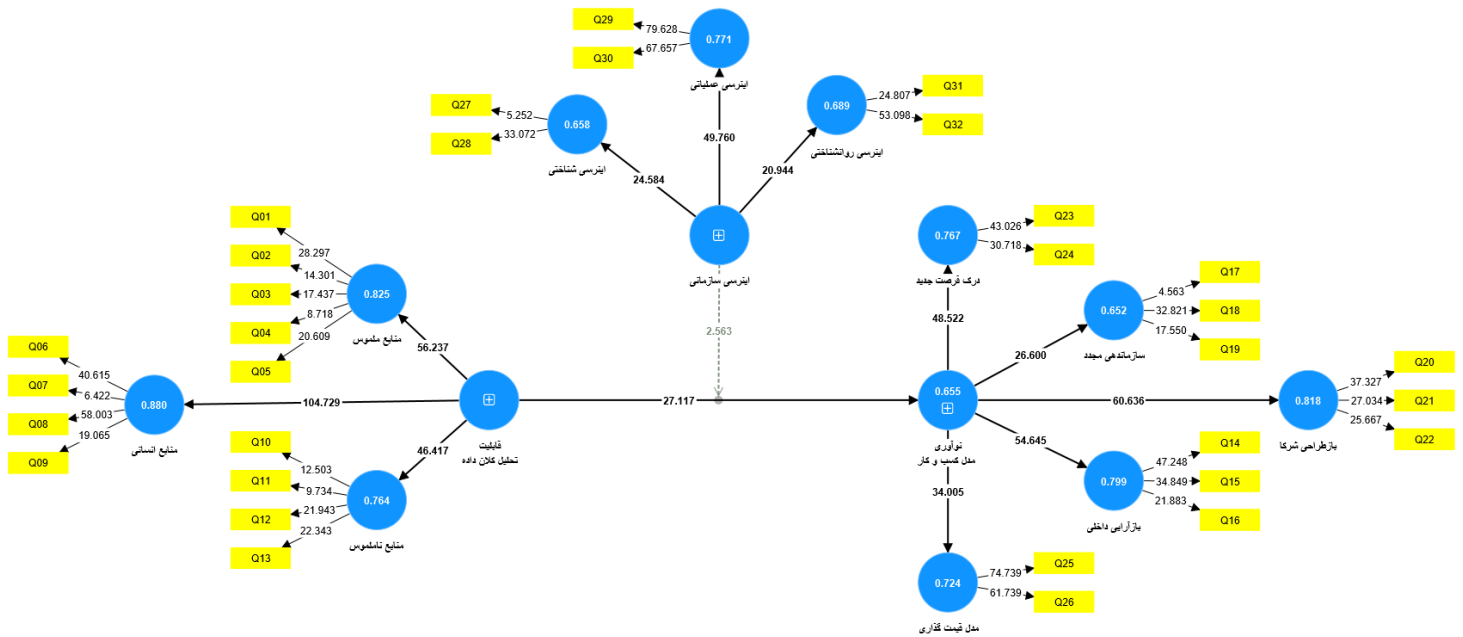 Q29
79.628
0.771
Q30
67.657
اینرسی عملیاتی
Q31
24.807
0.689
Q32
53.098
اینرسی روانشناختی
Q27
5.252
0.658
Q28
33.072
اینرسی شناختی
49.760
24.584
20.944
اینرسی سازمانی
2.563
Q01
28.297
Q02
14.301
Q03
17.437
0.825
Q04
8.718
Q05
20.609
منابع ملموس
56.237
Q06
40.615
Q07
6.422
0.880
Q08
58.003
Q09
19.065
منابع انسانی
104.729
قابلیت
تحلیل کلان داده
46.417
Q10
12.503
Q11
9.734
0.764
Q12
21.943
Q13
22.343
منابع ناملموس
27.117
0.655
نوآوری
مدل کسب و کار
Q23
43.026
0.767
Q24
30.718
درک فرصت جدید
48.522
Q17
4.563
0.652
Q18
32.821
Q19
17.550
سازماندهی مجدد
26.600
60.636
Q20
37.327
0.818
Q21
27.034
Q22
25.667
بازطراحی شرکا
54.645
Q14
47.248
0.799
Q15
34.849
Q16
21.883
بازآرایی داخلی
34.005
Q25
74.739
0.724
Q26
61.739
مدل قیمت گذاری